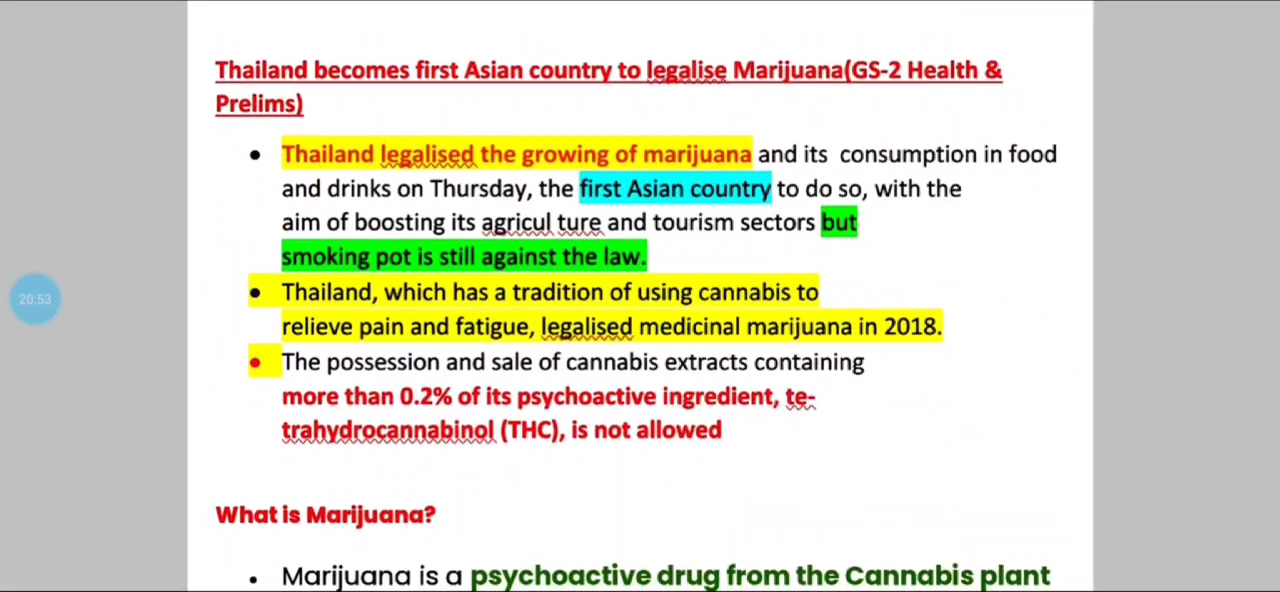 Thailand becomes first Asian country to legalise Marijuana(GS-2 Health &
Prelims)
• Thailand legalised the growing of marijuana and its consumption in food
and drinks on Thursday, the first Asian country to do so, with the
aim of boosting its agricul ture and tourism sectors but
smoking pot is still against the law.
• Thailand, which has a tradition of using cannabis to
relieve pain and fatigue, legalised medicinal marijuana in 2018.
20:53
• The possession and sale of cannabis extracts containing
more than 0.2% of its psychoactive ingredient, te-
trahydrocannabinol (THC), is not allowed
What is Marijuana?
• Marijuana is a psychoactive drug from the Cannabis plant